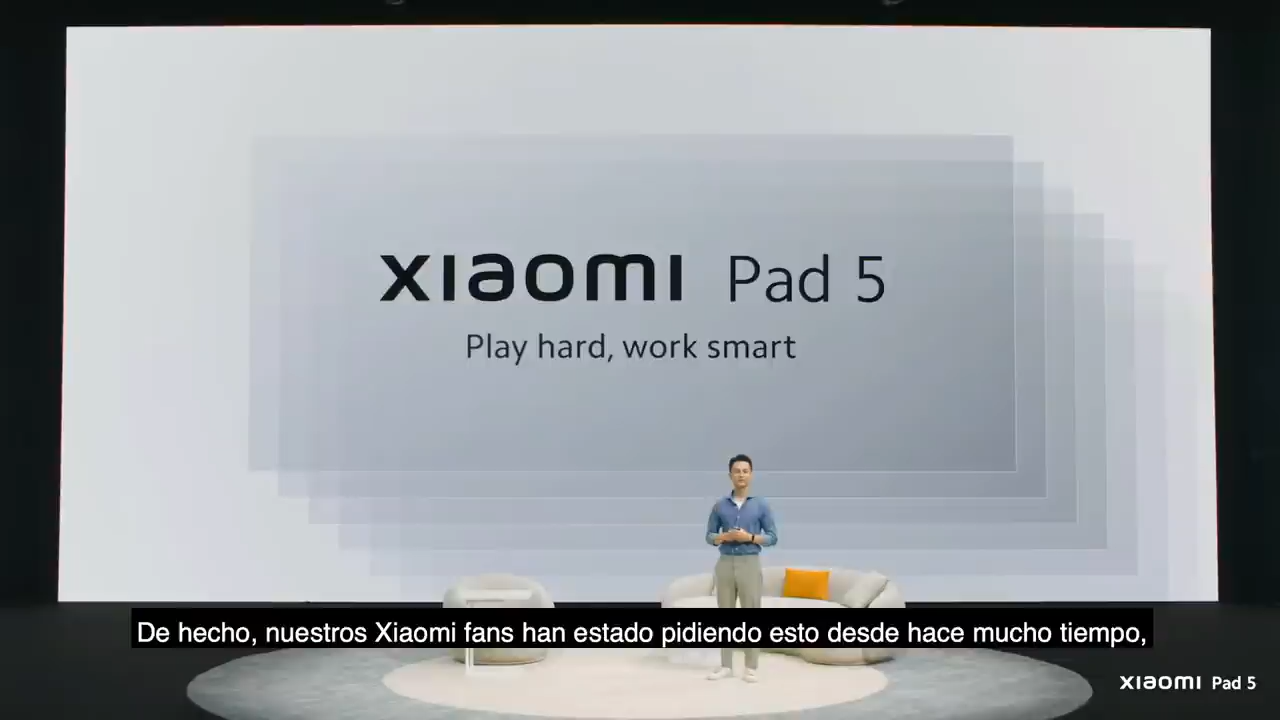 xiaomi Pad 5
Play hard, work smart
De hecho, nuestros Xiaomi fans han estado pidiendo esto desde hace mucho tiempo,
xiaomi Pad 5